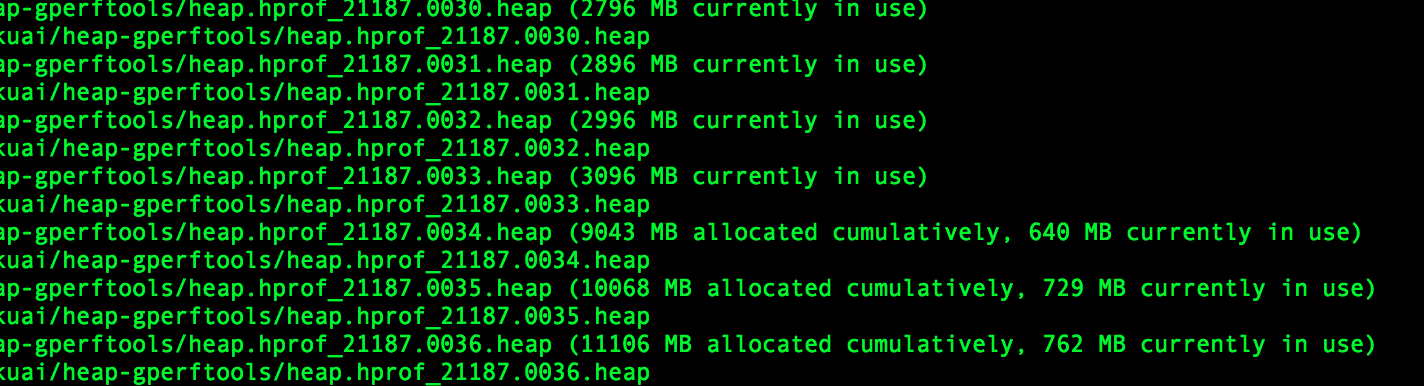 ap-gperftools/heap.hprof_21187.0030.heap (2796 MB currently in use)
kuai/heap-gperftools/heap.hprof_21187.0030.heap
ap-gperftools/heap.hprof_21187.0031.heap (2896 MB currently in use)
kuai/heap-gperftools/heap.hprof_21187.0031.heap
ap-gperftools/heap.hprof_21187.0032.heap (2996 MB currently in use)
kuai/heap-gperftools/heap.hprof_21187.0032.heap
ap-gperftools/heap.hprof_21187.0033.heap (3096 MB currently in use)
kuai/heap-gperftools/heap.hprof_21187.0033.heap
ap-gperftools/heap.hprof_21187.0034.heap (9043 MB allocated cumulatively, 640 MB currently in use)
kuai/heap-gperftools/heap.hprof_21187.0034.heap
ap-gperftools/heap.hprof_21187.0035.heap (10068 MB allocated cumulatively, 729 MB currently in use)
kuai/heap-gperftools/heap.hprof_21187.0035.heap
ap-gperftools/heap.hprof_21187.0036.heap (11106 MB allocated cumulatively, 762 MB currently in use)
kuai/heap-gperftools/heap.hprof_21187.0036.heap